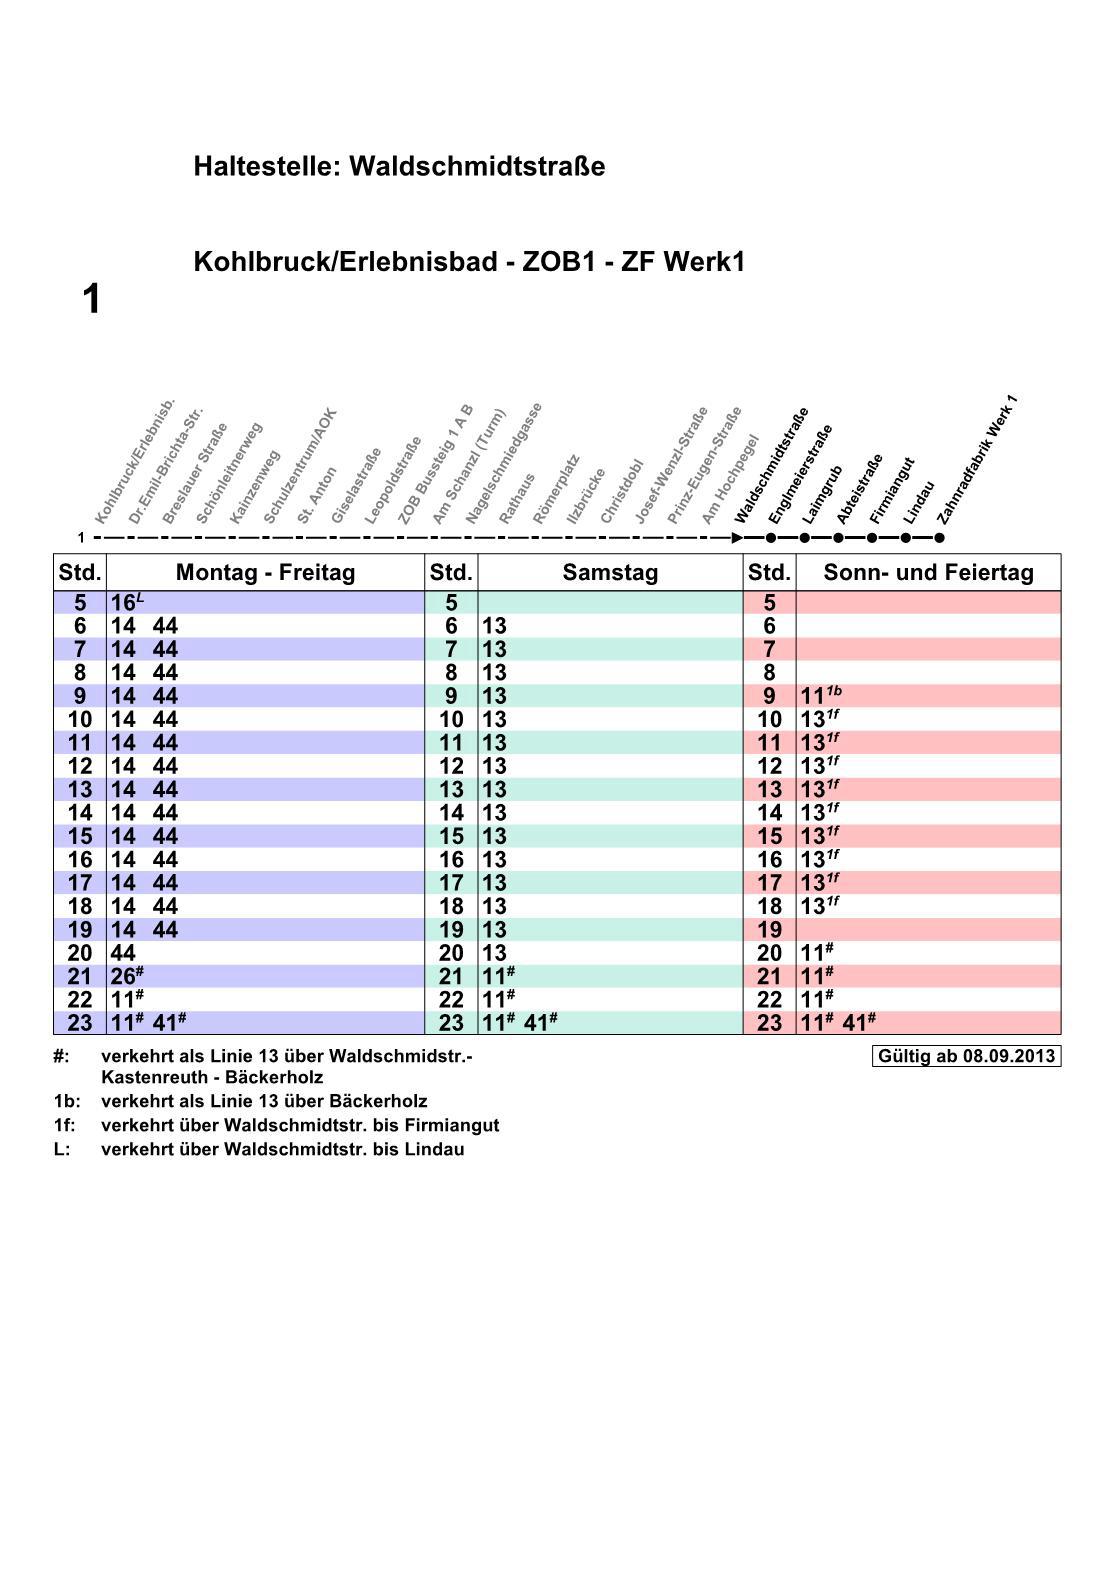 Haltestelle: Waldschmidtstraße
Kohlbruck/Erlebnisbad - ZOB1 - ZF Werk1
1
Kohlbruck/Erlebnisb.
Dr.Emil-Brichta-Str.
Breslauer Straße
Schönleitnerweg
Kainzenweg
Schulzentrum/AOK
St. Anton
Giselastraße
Leopoldstraße
ZOB Bussteig 1 A B
Am Schanzl (Turm)
Nagelschmiedgasse
Rathaus
Römerplatz
Ilzbrücke
Christdobl
Josef-Wenzl-Straße
Prinz-Eugen-Straße
Am Hochpegel
Waldschmidtstraße
Englmeierstraße
Laimgrub
Abtelstraße
Firmiangut
Lindau
Zahnradfabrik Werk 1
1
Std. Montag - Freitag Std. Samstag Std. Sonn- und Feiertag
5 16L 5 5
6 14 44 6 13 6
7 14 44 7 13 7
8 14 44 8 13 8
9 14 44 9 13 9 11 1b
10 14 44 10 13 10 13 1f
11 14 44 11 13 11 13 1f
12 14 44 12 13 12 13 1f
13 14 44 13 13 13 13 1f
14 14 44 14 13 14 13 1f
15 14 44 15 13 15 13 1f
16 14 44 16 13 16 13 1f
17 14 44 17 13 17 13 1f
18 14 44 18 13 18 13 1f
19 14 44 19 13 19
20 44 20 13 20 11#
21 26# 21 11# 21 11#
22 11# 22 11# 22 11#
23 11# 41# 23 11# 41# 23 11# 41#
#: verkehrt als Linie 13 über Waldschmidstr.-
Kastenreuth - Bäckerholz
Gültig ab 08.09.2013
1b: verkehrt als Linie 13 über Bäckerholz
1f: verkehrt über Waldschmidtstr. bis Firmiangut
L: verkehrt über Waldschmidtstr. bis Lindau